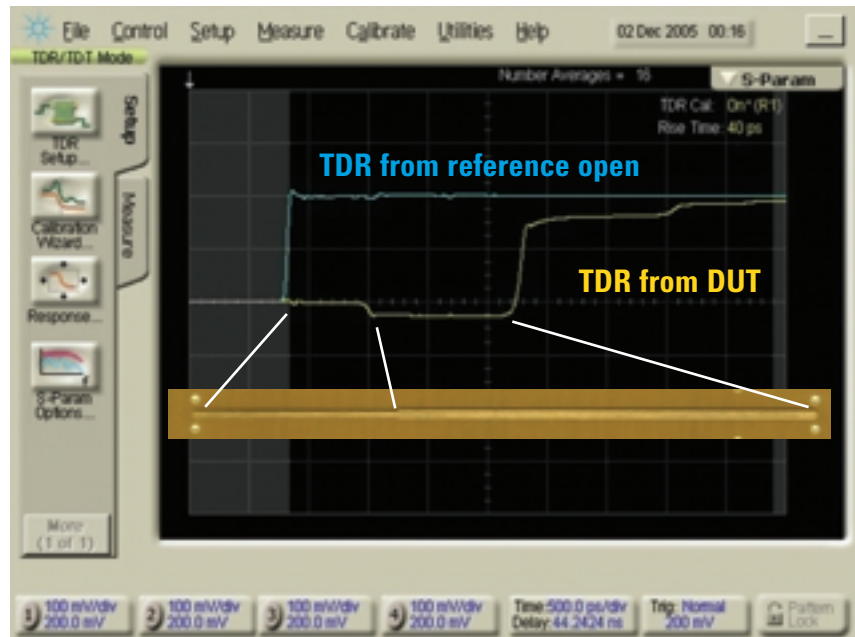 File Control Setup Measure Calibrate Utilities Help 02 Dec 2005 00:16
TDR/TDT Mode
Number Averages = 16
S-Param
TDR Cal: On* (R1)
Rise Time: 40 ps
Setup
Measure
TDR
Setup...
Calibration
Wizard...
Response...
S-Param
Options...
More
(1 of 1)
TDR from reference open
TDR from DUT
1) 100 mV/div
200.0 mV
2) 100 mV/div
200.0 mV
3) 100 mV/div
200.0 mV
4) 100 mV/div
200.0 mV
Time:500.0 ps/div
Delay:44.2424 ns
Trig: Normal
200 mV
Pattern
Lock